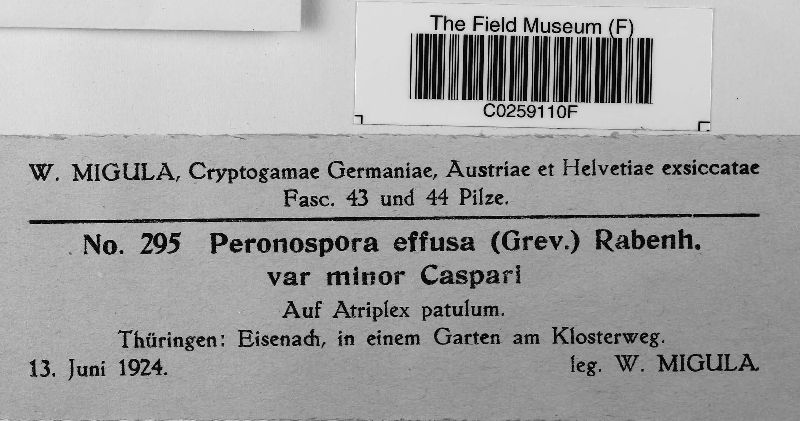 The Field Museum (F)
C0259110F
W. MIGULA, Cryptogamae Germaniae, Austriae et Helvetiae exsiccatae
Fasc. 43 und 44 Pilze.
No. 295 Peronospora effusa (Grev.) Rabenh.
var minor Caspari
Auf Atriplex patulum.
Thüringen: Eisenach, in einem Garten am Klosterweg.
13. Juni 1924. leg. W. MIGULA